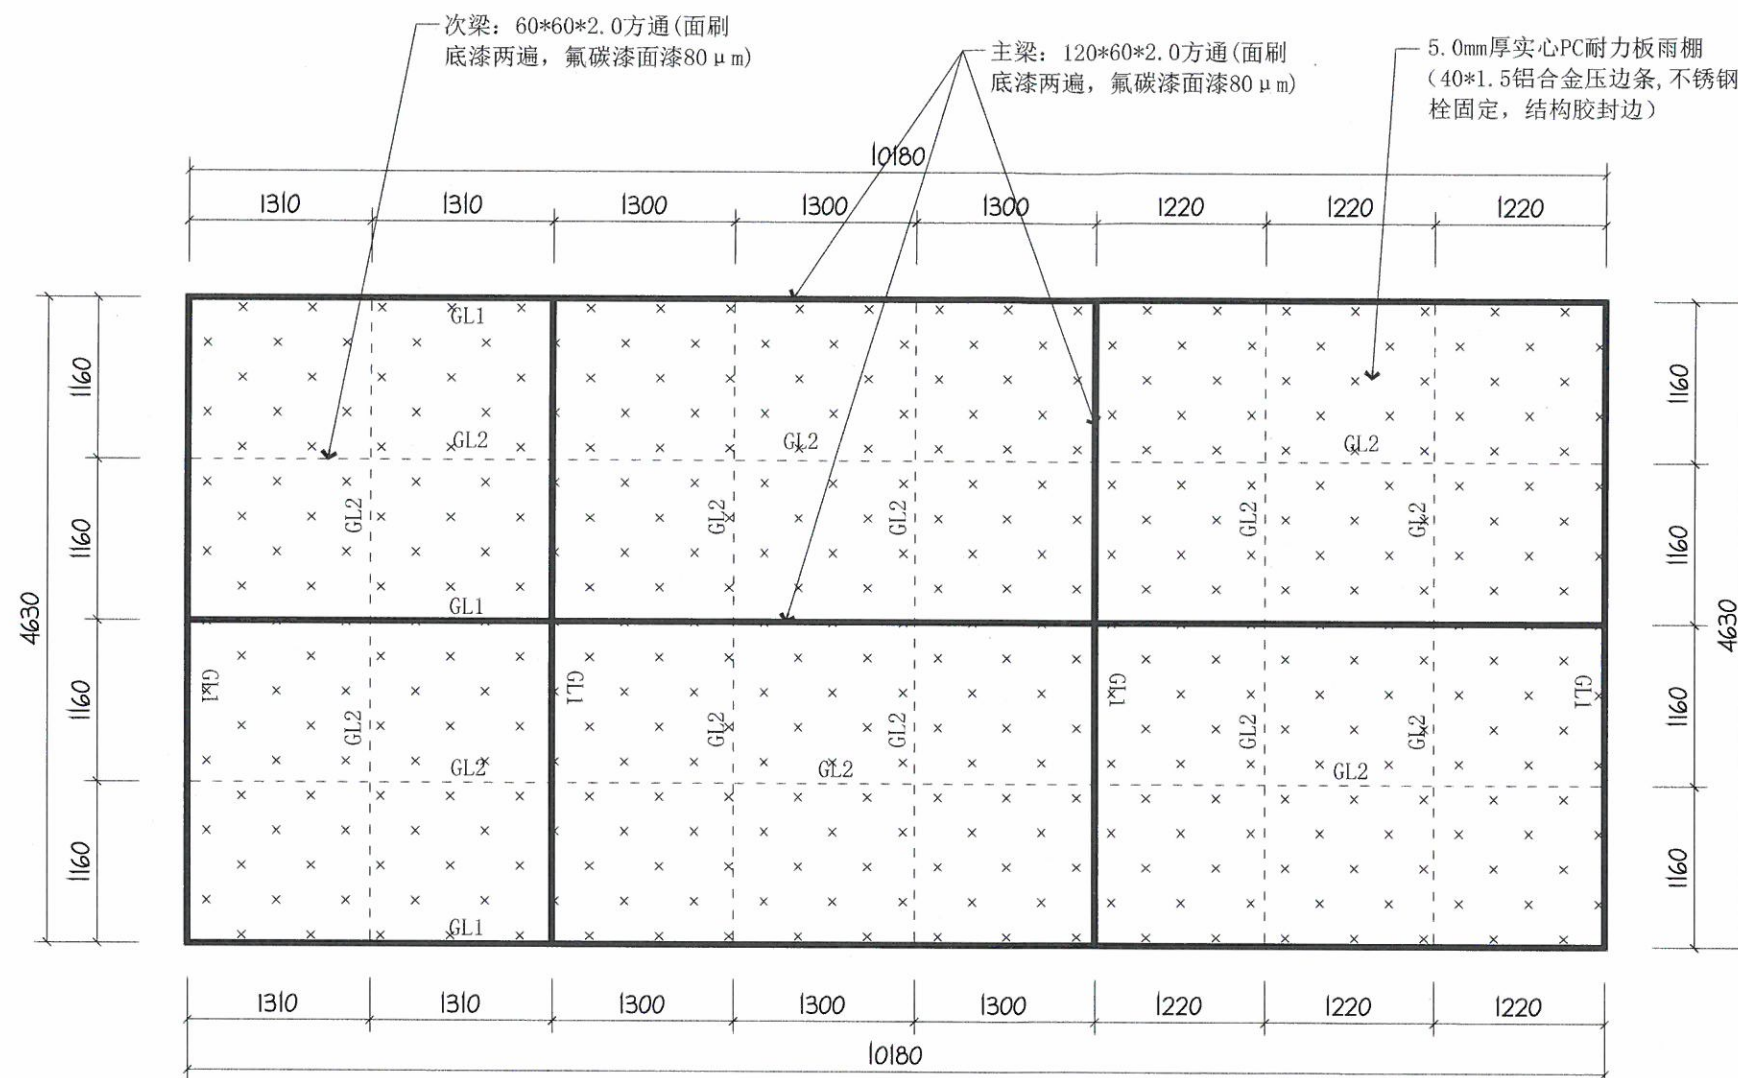 次梁：60*60*2.0方通(面刷
底漆两遍，氟碳漆面漆80μm)
主梁：120*60*2.0方通(面刷
底漆两遍，氟碳漆面漆80μm)
5.0mm厚实心PC耐力板雨棚
（40*1.5铝合金压边条,不锈钢
栓固定，结构胶封边）
10180
1310 1310 1300 1300 1300 1220 1220 1220
GL1
1160
1160
GL2 GL2 GL2
GL2 GL2 GL2 GL2 GL2
1160
1160
4630
4630
GL1
GL1 GL1 GL1 GL1
1160
1160
GL2 GL2 GL2 GL2 GL2
GL2 GL2 GL2
1160
1160
GL1
1310 1310 1300 1300 1300 1220 1220 1220
10180